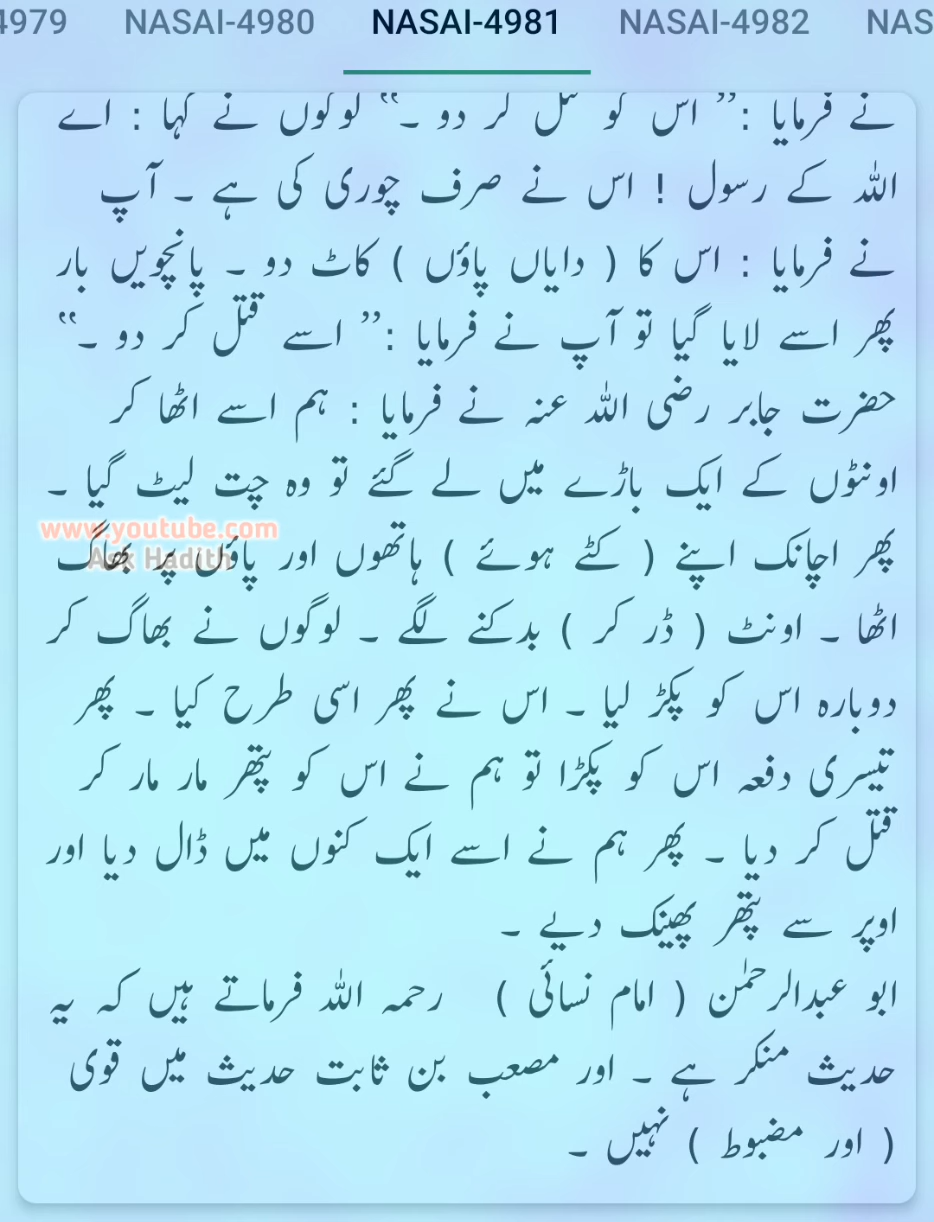 4979 NASAI-4980 NASAI-4981 NASAI-4982 NAS
نے فرمایا :’’ اس کو قتل کر دو ۔‘‘ لوگوں نے کہا : اے
اللہ کے رسول ! اس نے صرف چوری کی ہے ۔ آپ
نے فرمایا : اس کا ( دایاں پاؤں ) کاٹ دو ۔ پانچویں بار
پھر اسے لایا گیا تو آپ نے فرمایا :’’ اسے قتل کر دو ۔‘‘
حضرت جابر رضی اللہ عنہ نے فرمایا : ہم اسے اٹھا کر
اونٹوں کے ایک باڑے میں لے گئے تو وہ چت لیٹ گیا ۔
www.youtube.com
پھر اچانک اپنے ( کٹے ہوئے ) ہاتھوں اور پاؤں پر بھاگ
Ask Hadith
اٹھا ۔ اونٹ ( ڈر کر ) بدکنے لگے ۔ لوگوں نے بھاگ کر
دوبارہ اس کو پکڑ لیا ۔ اس نے پھر اسی طرح کیا ۔ پھر
تیسری دفعہ اس کو پکڑا تو ہم نے اس کو پتھر مار مار کر
قتل کر دیا ۔ پھر ہم نے اسے ایک کنوں میں ڈال دیا اور
اوپر سے پتھر پھینک دیے ۔
ابو عبدالرحمٰن ( امام نسائی ) رحمہ اللہ فرماتے ہیں کہ یہ
حدیث منکر ہے ۔ اور مصعب بن ثابت حدیث میں قوی
( اور مضبوط ) نہیں ۔